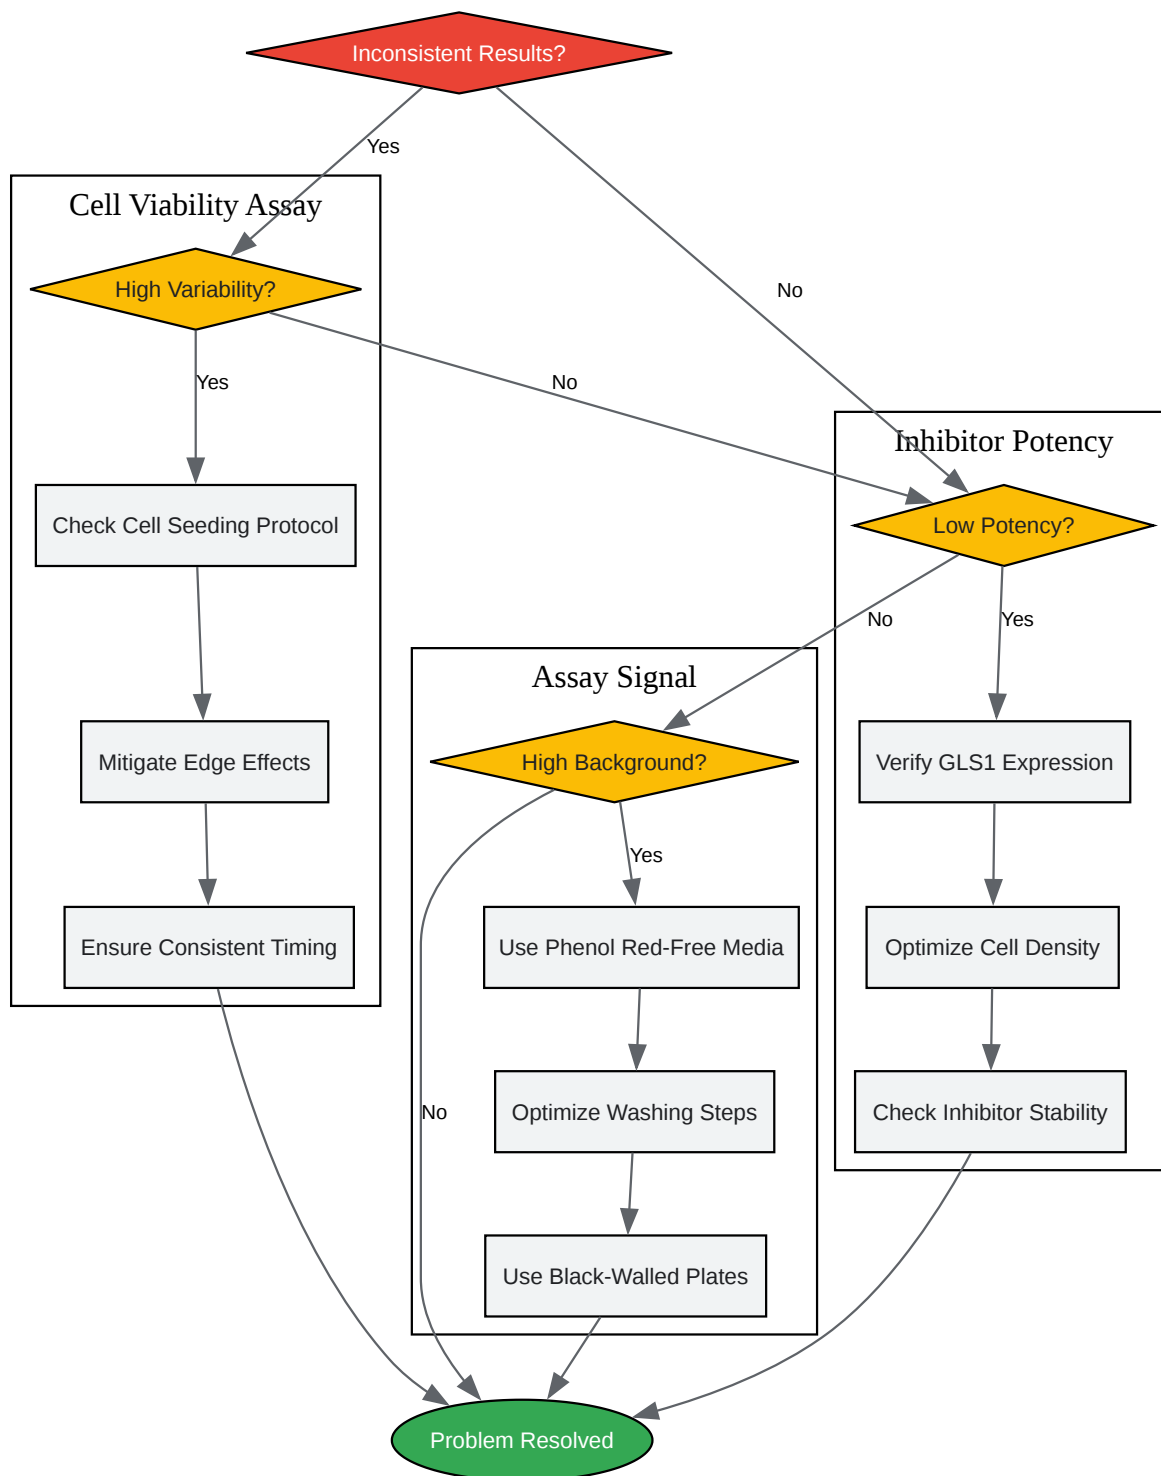 Inconsistent Results?
Yes
Cell Viability Assay
High Variability?
No
Yes
No
Inhibitor Potency
Check Cell Seeding Protocol
Low Potency?
No
Yes
Assay Signal
Mitigate Edge Effects
High Background?
Verify GLS1 Expression
Yes
Ensure Consistent Timing
Use Phenol Red-Free Media
Optimize Cell Density
No
Optimize Washing Steps
Check Inhibitor Stability
Use Black-Walled Plates
Problem Resolved